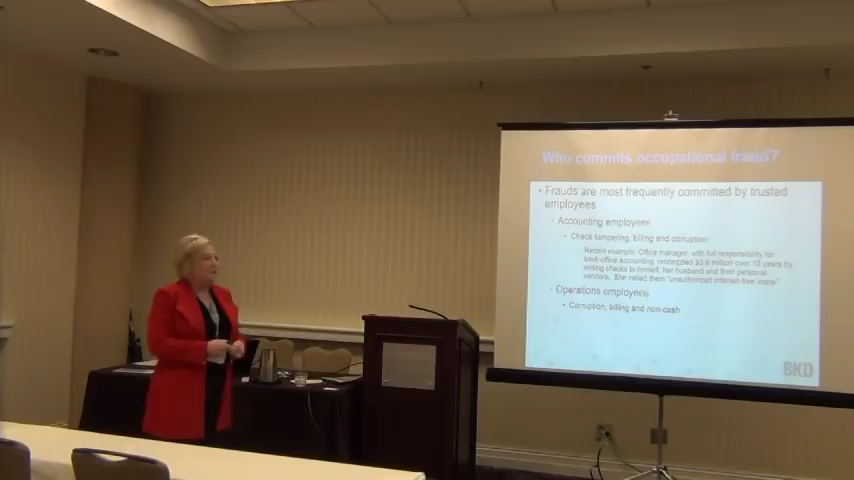 Who commits occupational fraud?
• Frauds are most frequently committed by trusted
employees
- Accounting employees
• Check tampering, billing and corruption
- Recent example: Office manager, with full responsibility for
back-office accounting, embezzled $3.8 million over 10 years by
writing checks to himself, her husband and their personal
vendors. She called them "unauthorized interest-free loans"
- Operations employees
• Corruption, billing and non-cash
BKD